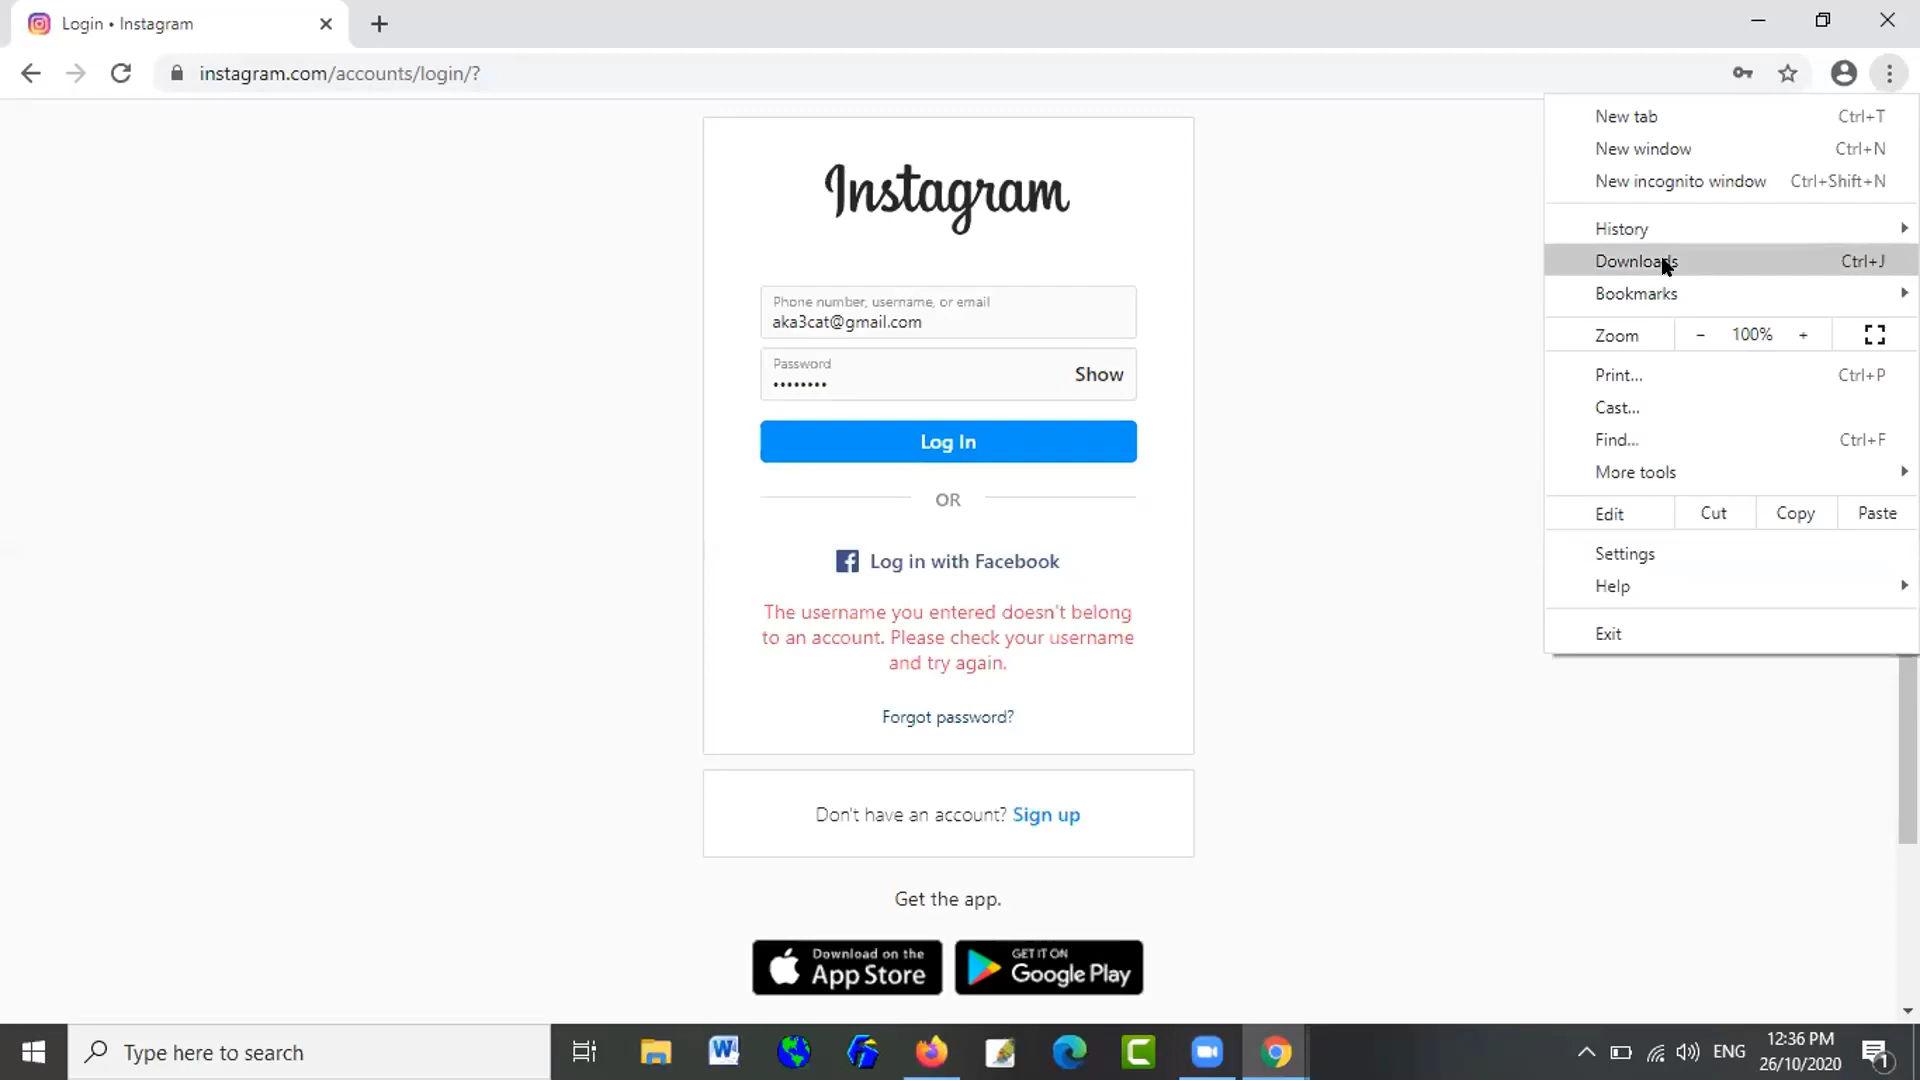 Login • Instagram
instagram.com/accounts/login/?
New tab Ctrl+T
New window Ctrl+N
New incognito window Ctrl+Shift+N
History
Downloads Ctrl+J
Bookmarks
Zoom - 100% +
Print... Ctrl+P
Cast...
Find... Ctrl+F
More tools
Edit Cut Copy Paste
Settings
Help
Exit
Instagram
Phone number, username, or email
aka3cat@gmail.com
Password
••••••••
Show
Log In
OR
Log in with Facebook
The username you entered doesn't belong
to an account. Please check your username
and try again.
Forgot password?
Don't have an account? Sign up
Get the app.
Download on the
App Store
GET IT ON
Google Play
Type here to search
ENG
12:36 PM
26/10/2020
1